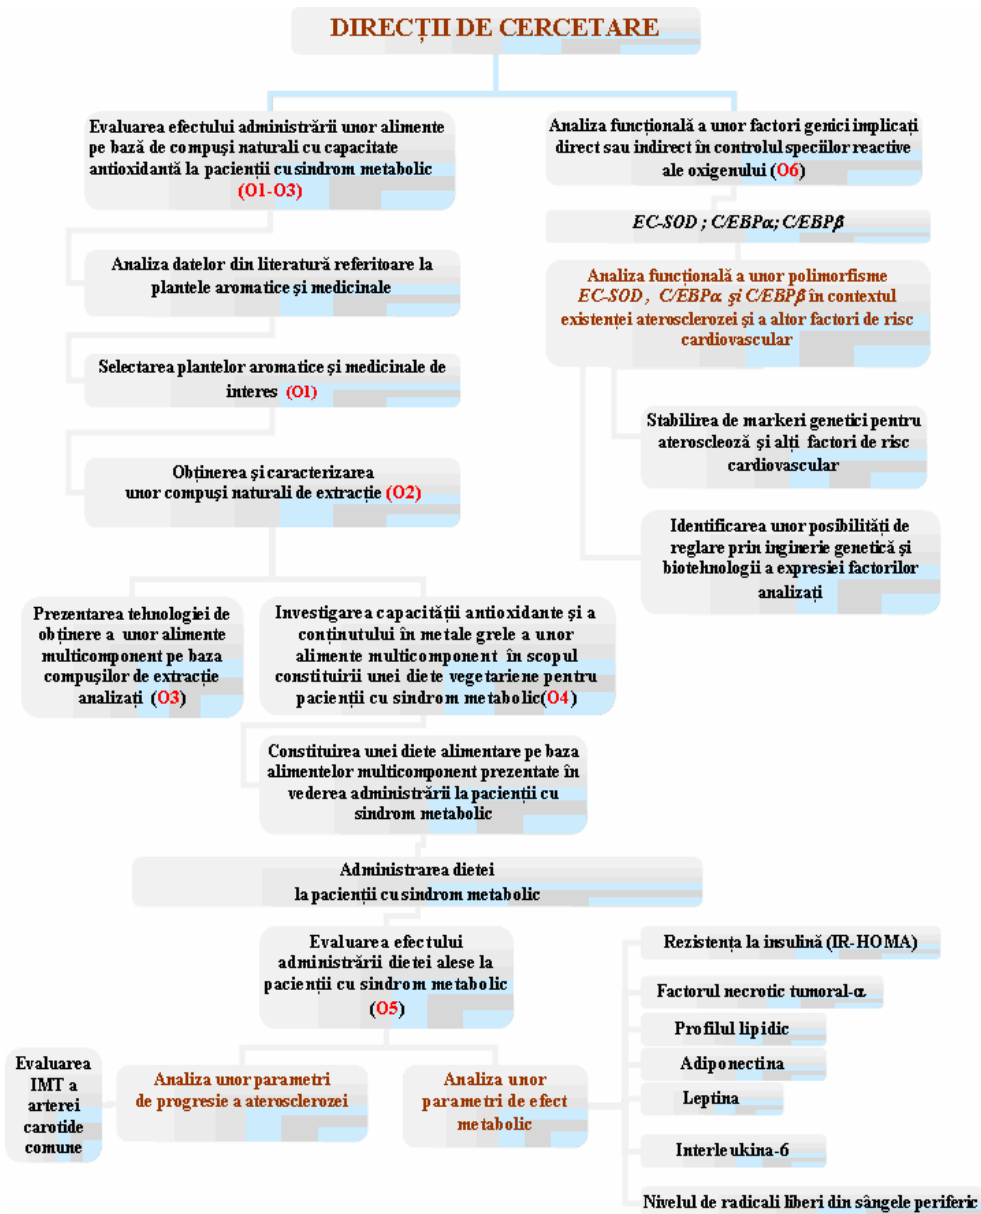 DIRECȚII DE CERCETARE
Evaluarea efectului administrării unor alimente
pe bază de compuși naturali cu capacitate
antioxidantă la pacienții cu sindrom metabolic
(O1-O3)
Analiza datelor din literatură referitoare la
plantele aromatice și medicinale
Selectarea plantelor aromatice și medicinale de
interes (O1)
Obținerea și caracterizarea
unor compuși naturali de extracție (O2)
Prezentarea tehnologiei de
obținere a unor alimente
multicomponent pe baza
compușilor de extracție
analizați (O3)
Investigarea capacității antioxidante și a
conținutului în metale grele a unor
alimente multicomponent în scopul
constituirii unei diete vegetariene pentru
pacienții cu sindrom metabolic(O4)
Constituirea unei diete alimentare pe baza
alimentelor multicomponent prezentate în
vederea administrării la pacienții cu
sindrom metabolic
Administrarea dietei
la pacienții cu sindrom metabolic
Evaluarea efectului
administrării dietei alese la
pacienții cu sindrom metabolic
(O5)
Evaluarea
IMT a
arterei
carotide
comune
Analiza unor parametri
de progresie a aterosclerozei
Analiza unor
parametri de efect
metabolic
Rezistența la insulină (IR-HOMA)
Factorul necrotic tumoral-α
Profilul lipidic
Adiponectina
Leptina
Interleukina-6
Nivelul de radicali liberi din sângele periferic
Analiza funcțională a unor factori genici implicați
direct sau indirect în controlul speciilor reactive
ale oxigenului (O6)
EC-SOD ; C/EBPα; C/EBPβ
Analiza funcțională a unor polimorfisme
EC-SOD , C/EBPα și C/EBPβ în contextul
existenței aterosclerozei și a altor factori de risc
cardiovascular
Stabilirea de markeri genetici pentru
ateroscleoză și alți factori de risc
cardiovascular
Identificarea unor posibilități de
reglare prin inginerie genetică și
biotehnologii a expresiei factorilor
analizați